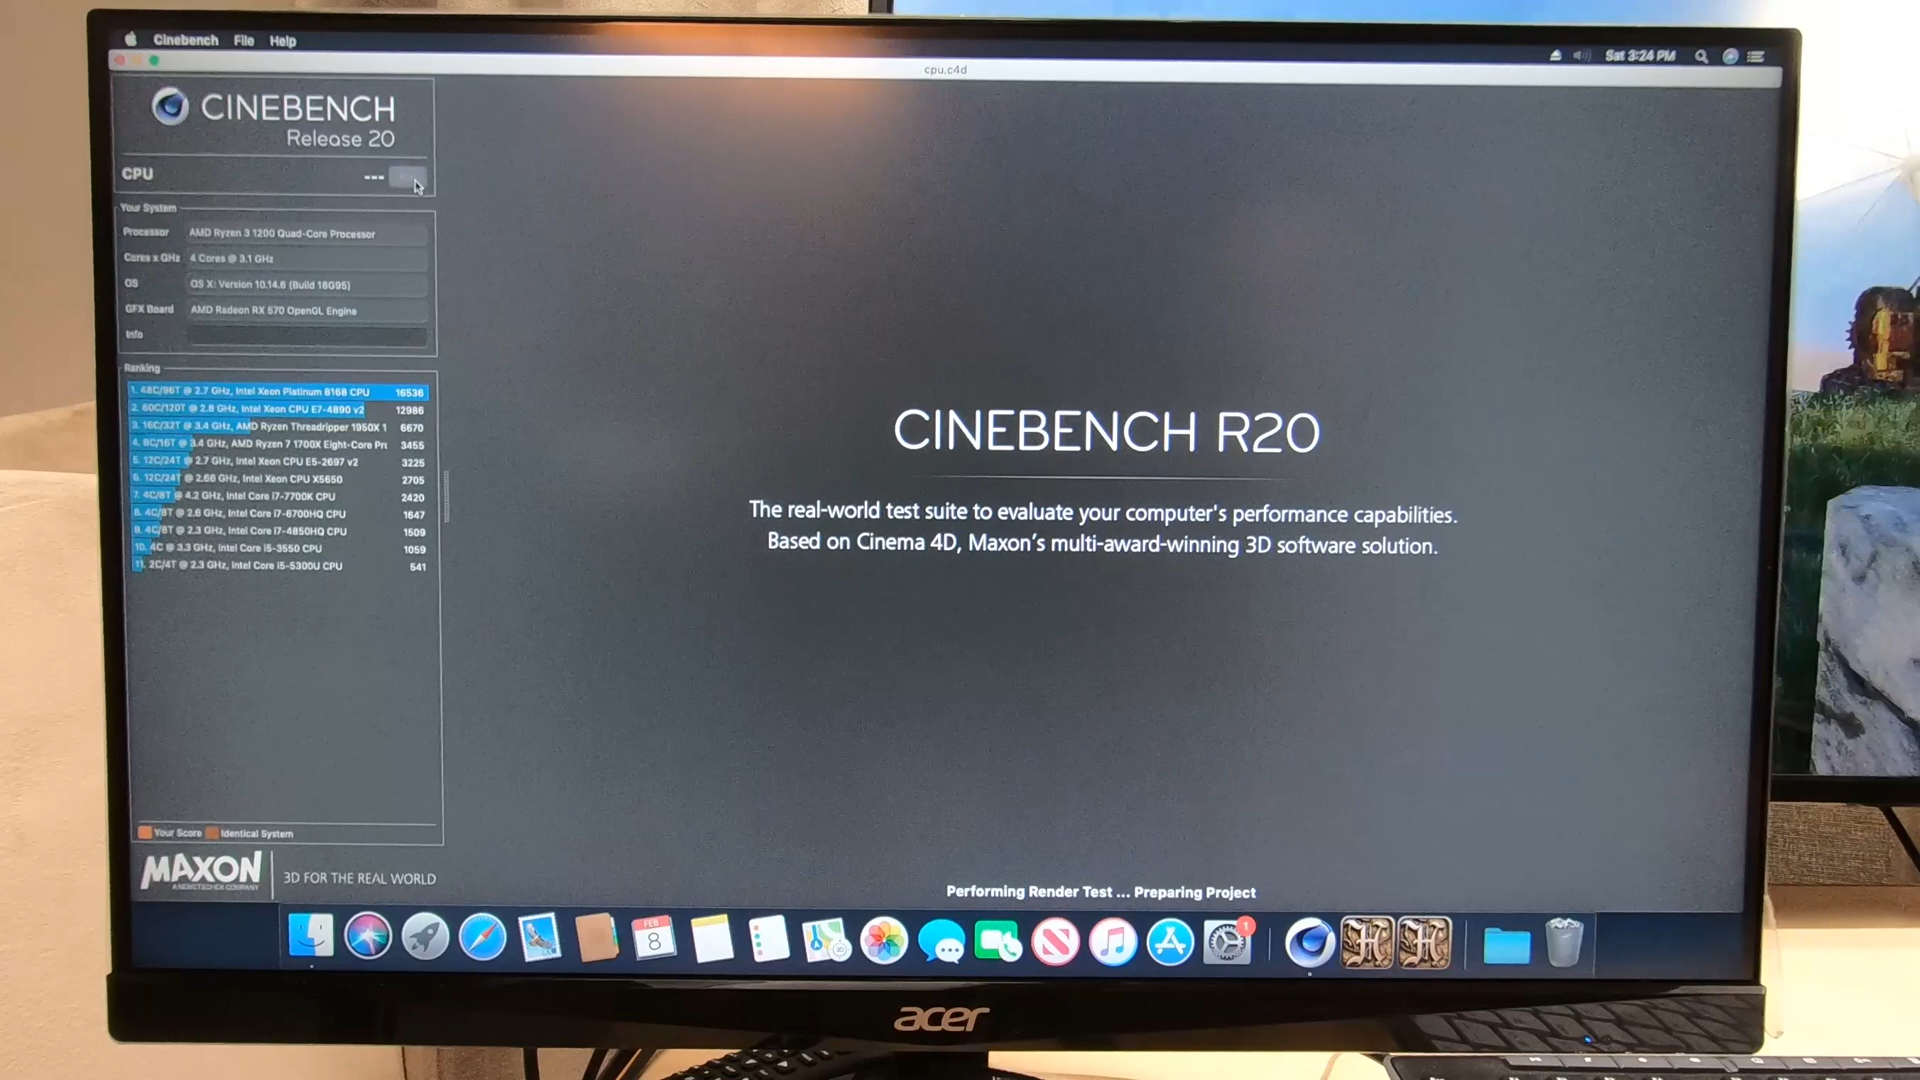 Cinebench File Help
Sat 3:24 PM
cpu.c4d
CINEBENCH
Release 20
CPU ---
Your System
Processor AMD Ryzen 3 1200 Quad-Core Processor
Cores x GHz 4 Cores @ 3.1 GHz
OS OS X: Version 10.14.6 (Build 18G95)
GFX Board AMD Radeon RX 570 OpenGL Engine
Info
Ranking
1. 48C/96T @ 2.7 GHz, Intel Xeon Platinum 8168 CPU 16536
2. 60C/120T @ 2.8 GHz, Intel Xeon CPU E7-4890 v2 12986
3. 16C/32T @ 3.4 GHz, AMD Ryzen Threadripper 1950X 1 6670
4. 8C/16T @ 3.4 GHz, AMD Ryzen 7 1700X Eight-Core Prc 3455
5. 12C/24T @ 2.7 GHz, Intel Xeon CPU E5-2697 v2 3225
6. 12C/24T @ 2.66 GHz, Intel Xeon CPU X5650 2705
7. 4C/8T @ 4.2 GHz, Intel Core i7-7700K CPU 2420
8. 4C/8T @ 2.6 GHz, Intel Core i7-6700HQ CPU 1647
9. 4C/8T @ 2.3 GHz, Intel Core i7-4850HQ CPU 1509
10. 4C @ 3.3 GHz, Intel Core i5-3550 CPU 1059
11. 2C/4T @ 2.3 GHz, Intel Core i5-5300U CPU 541
CINEBENCH R20
The real-world test suite to evaluate your computer's performance capabilities.
Based on Cinema 4D, Maxon's multi-award-winning 3D software solution.
Your Score Identical System
MAXON
A NEMETSCHEK COMPANY
3D FOR THE REAL WORLD
Performing Render Test ... Preparing Project
FEB
8
1
acer